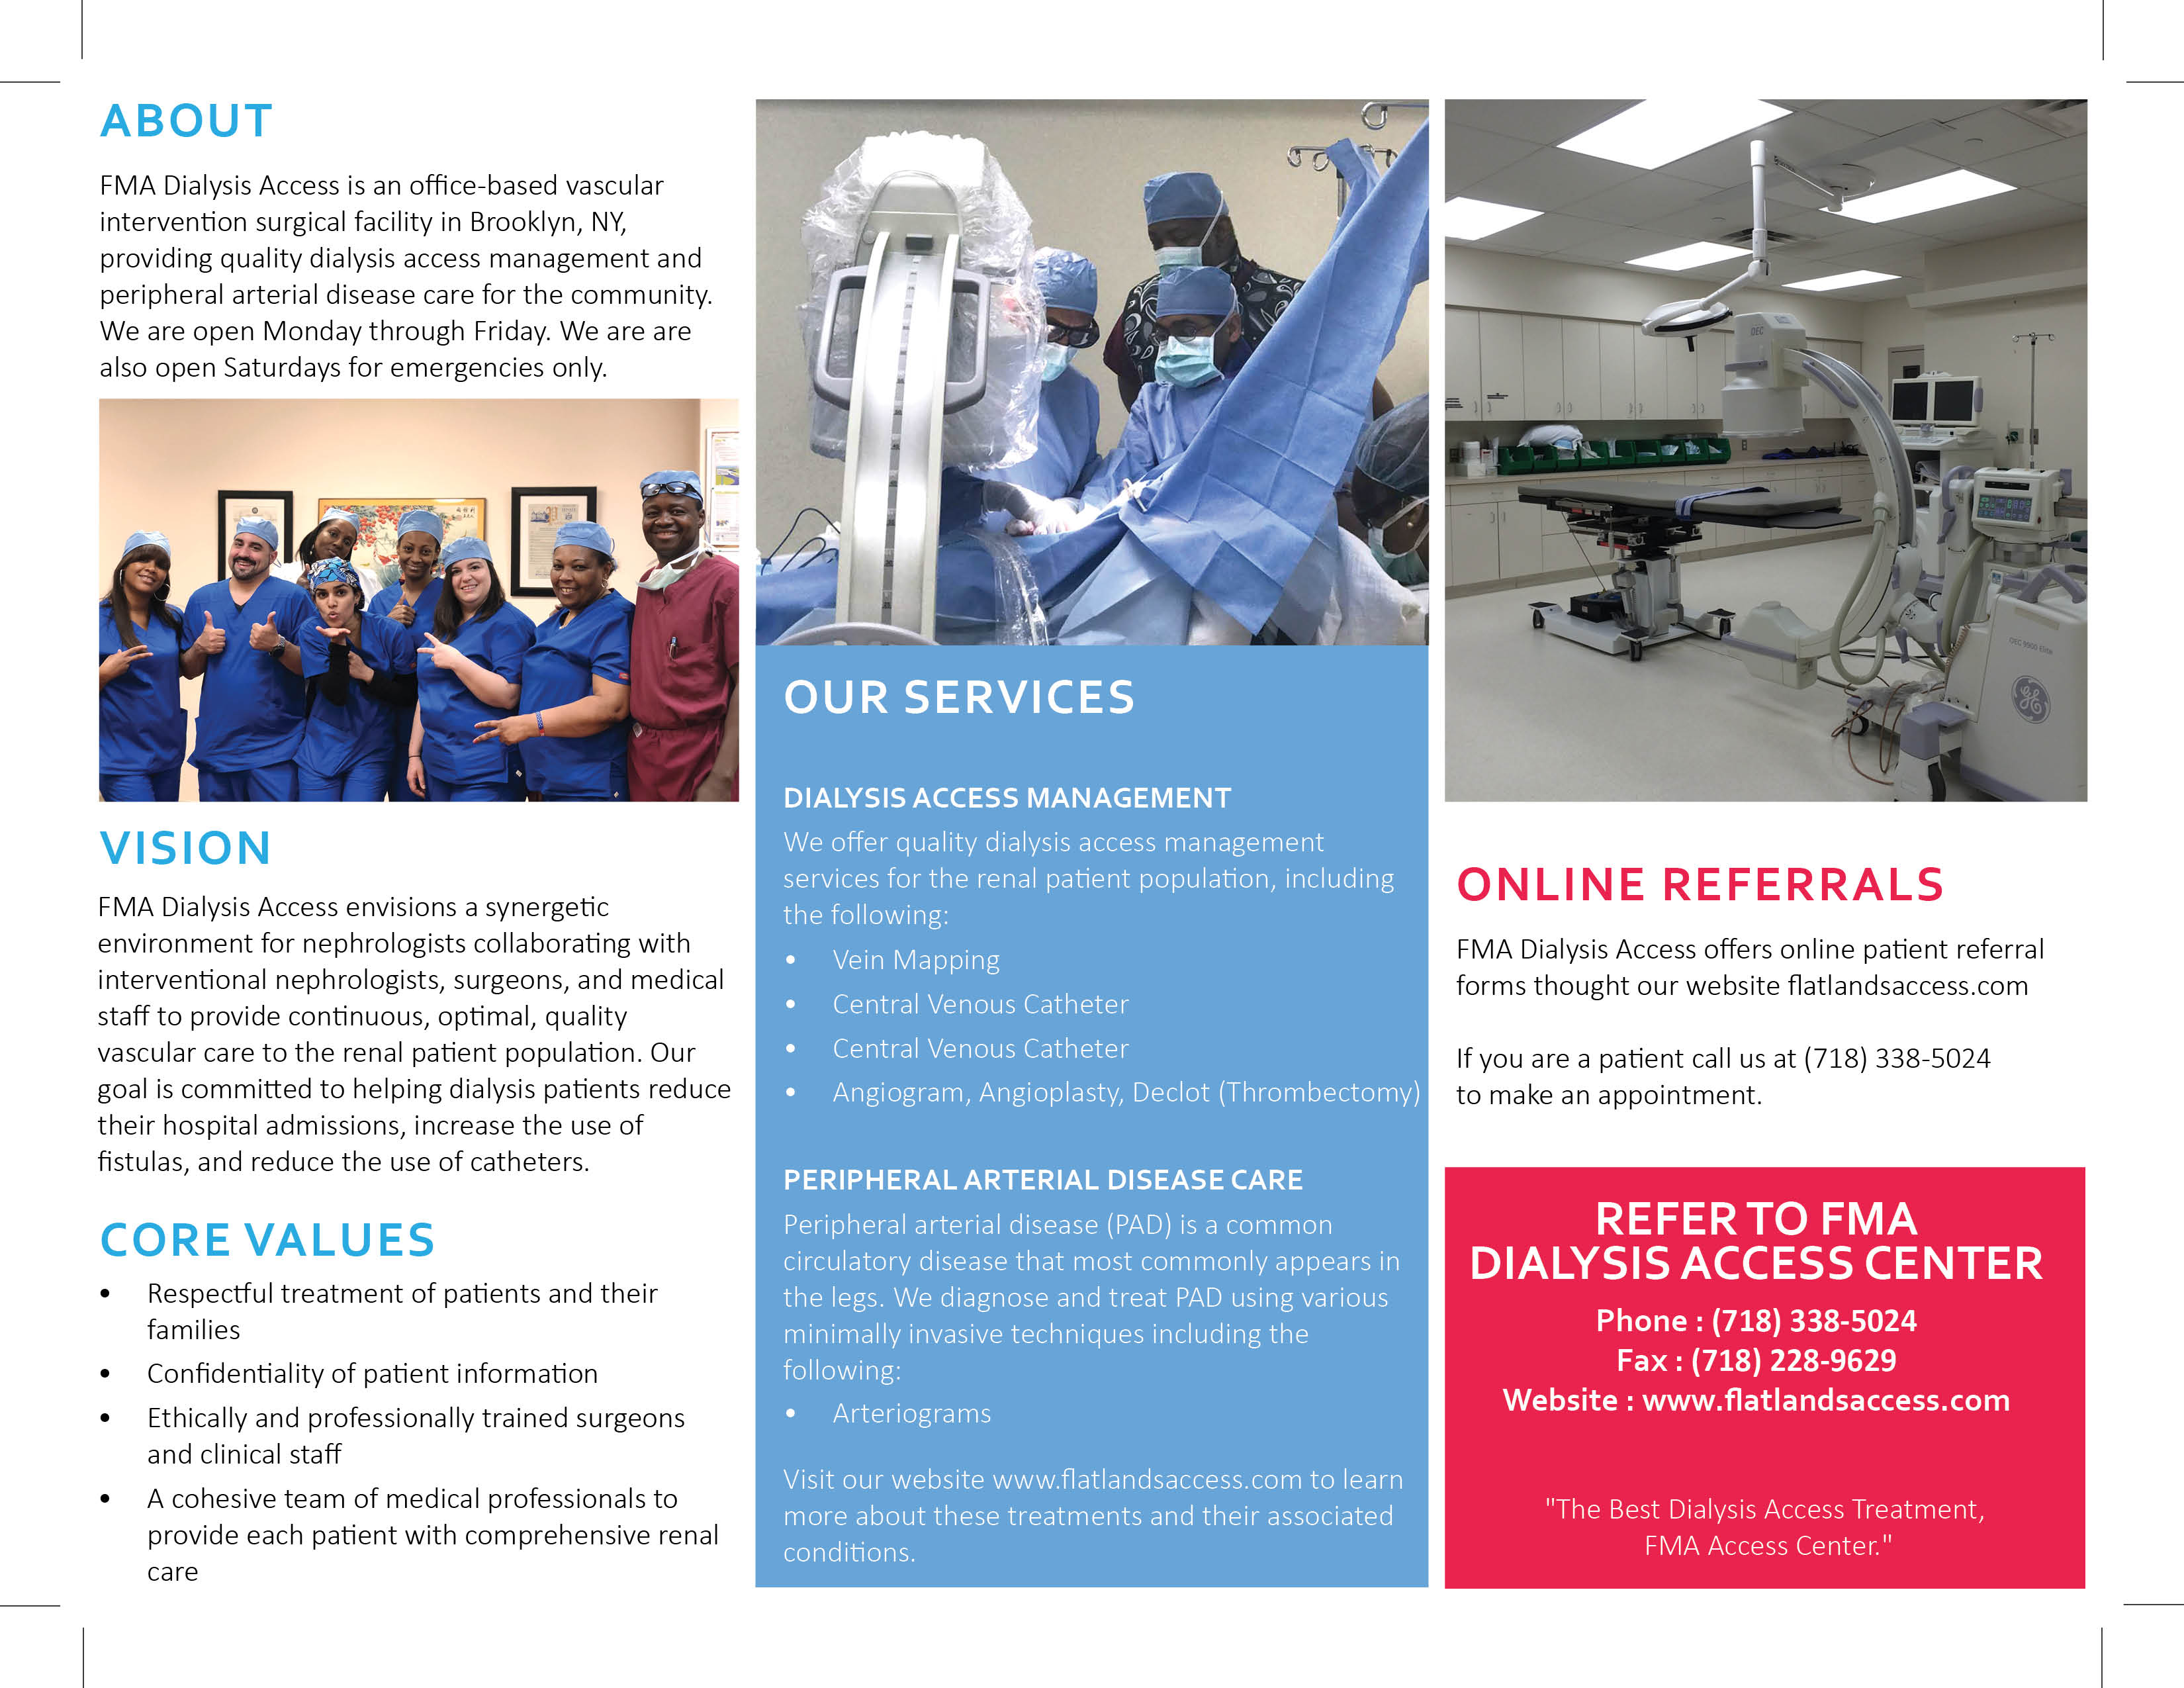 ABOUT
FMA Dialysis Access is an office-based vascular
intervention surgical facility in Brooklyn, NY,
providing quality dialysis access management and
peripheral arterial disease care for the community.
We are open Monday through Friday. We are are
also open Saturdays for emergencies only.
VISION
FMA Dialysis Access envisions a synergetic
environment for nephrologists collaborating with
interventional nephrologists, surgeons, and medical
staff to provide continuous, optimal, quality
vascular care to the renal patient population. Our
goal is committed to helping dialysis patients reduce
their hospital admissions, increase the use of
fistulas, and reduce the use of catheters.
CORE VALUES
• Respectful treatment of patients and their
families
• Confidentiality of patient information
• Ethically and professionally trained surgeons
and clinical staff
• A cohesive team of medical professionals to
provide each patient with comprehensive renal
care
OUR SERVICES
DIALYSIS ACCESS MANAGEMENT
We offer quality dialysis access management
services for the renal patient population, including
the following:
• Vein Mapping
• Central Venous Catheter
• Central Venous Catheter
• Angiogram, Angioplasty, Declot (Thrombectomy)
PERIPHERAL ARTERIAL DISEASE CARE
Peripheral arterial disease (PAD) is a common
circulatory disease that most commonly appears in
the legs. We diagnose and treat PAD using various
minimally invasive techniques including the
following:
• Arteriograms
Visit our website www.flatlandsaccess.com to learn
more about these treatments and their associated
conditions.
OEC
OEC 9900 Elite
GE
ONLINE REFERRALS
FMA Dialysis Access offers online patient referral
forms thought our website flatlandsaccess.com
If you are a patient call us at (718) 338-5024
to make an appointment.
REFER TO FMA
DIALYSIS ACCESS CENTER
Phone : (718) 338-5024
Fax : (718) 228-9629
Website : www.flatlandsaccess.com
"The Best Dialysis Access Treatment,
FMA Access Center."